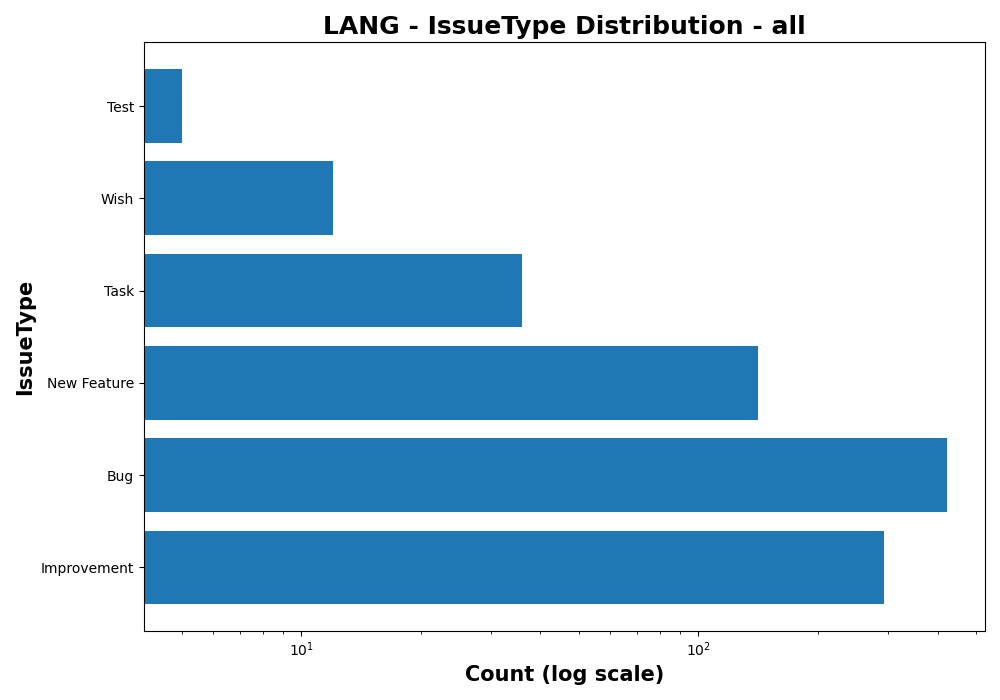 LANG - IssueType Distribution - all
IssueType
Test
Wish
Task
New Feature
Bug
Improvement
10¹ 10²
Count (log scale)